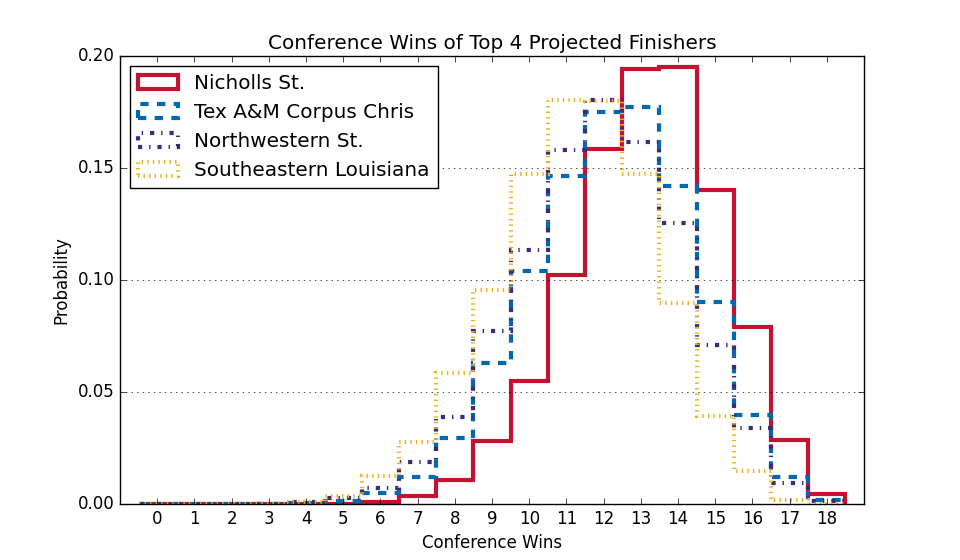 Conference Wins of Top 4 Projected Finishers
0.20
0.15
0.10
0.05
0.00
Probability
Nicholls St.
Tex A&M Corpus Chris
Northwestern St.
Southeastern Louisiana
0 1 2 3 4 5 6 7 8 9 10 11 12 13 14 15 16 17 18
Conference Wins